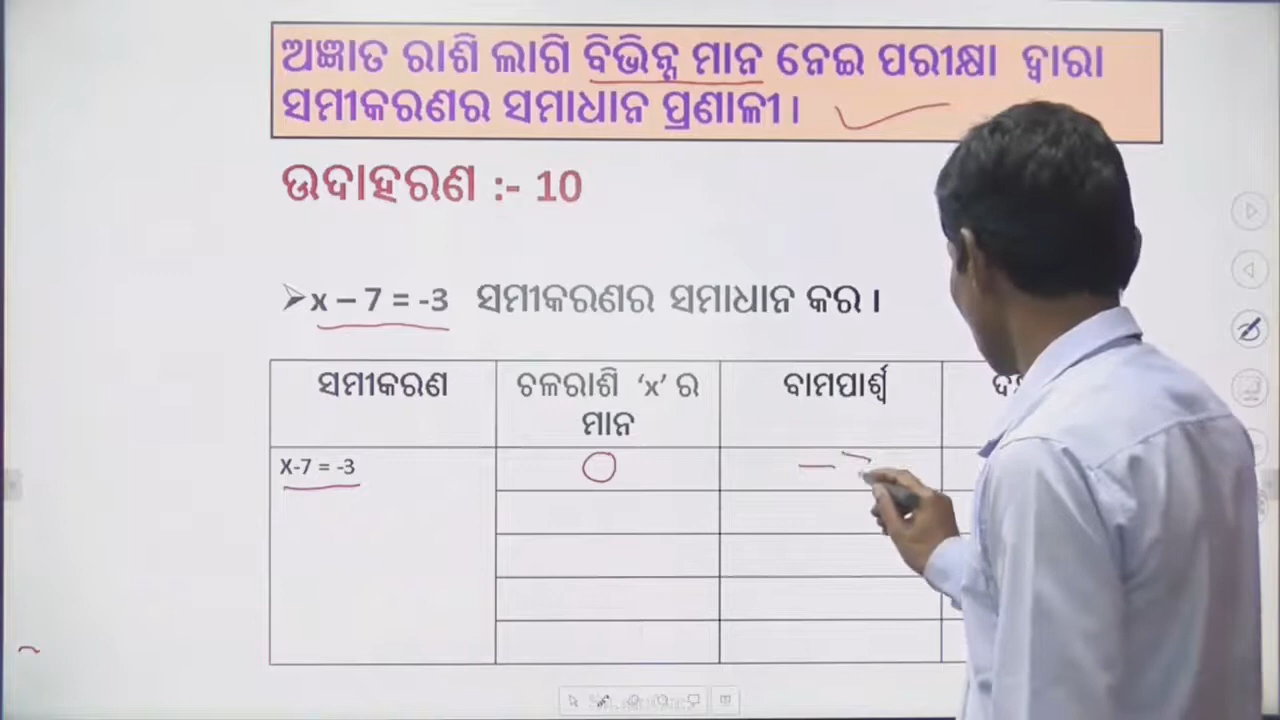 ଅଜ୍ଞାତ ରାଶି ଲାଗି ବିଭିନ୍ନ ମାନ ନେଇ ପରୀକ୍ଷା ଦ୍ୱାରା
ସମୀକରଣର ସମାଧାନ ପ୍ରଣାଳୀ ।
ଉଦାହରଣ :- 10
➢x – 7 = -3 ସମୀକରଣର ସମାଧାନ କର ।
ସମୀକରଣ ଚଳରାଶି ‘x’ ର ବାମପାର୍ଶ୍ୱ
ମାନ
X-7 = -3 0